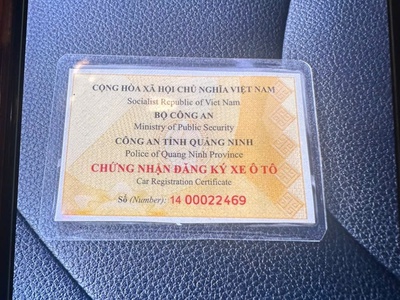 CỘNG HÒA XÃ HỘI CHỦ NGHĨA VIỆT NAM
Socialist Republic of Viet Nam
BỘ CÔNG AN
Ministry of Public Security
CÔNG AN TỈNH QUẢNG NINH
Police of Quang Ninh Province
CHỨNG NHẬN ĐĂNG KÝ XE Ô TÔ
Car Registration Certificate
Số (Number): 14 00022469